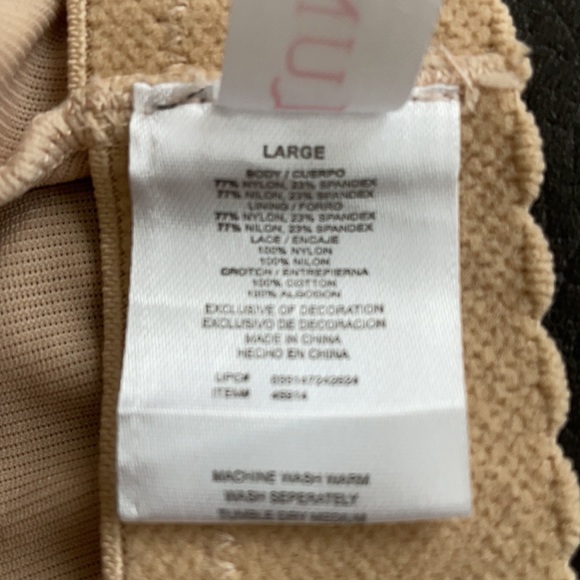 LARGE
BODY / CUERPO
77% NYLON, 23% SPANDEX
77% NILON, 23% SPANDEX
LINING / FORRO
77% NYLON, 23% SPANDEX
77% NILON, 23% SPANDEX
LACE / ENCAJE
100% NYLON
100% NILON
CROTCH / ENTREPIERNA
100% COTTON
100% ALGODON
EXCLUSIVE OF DECORATION
EXCLUSIVO DE DECORACION
MADE IN CHINA
HECHO EN CHINA
UPC#
ITEM#
MACHINE WASH WARM
WASH SEPERATELY
TUMBLE DRY MEDIUM